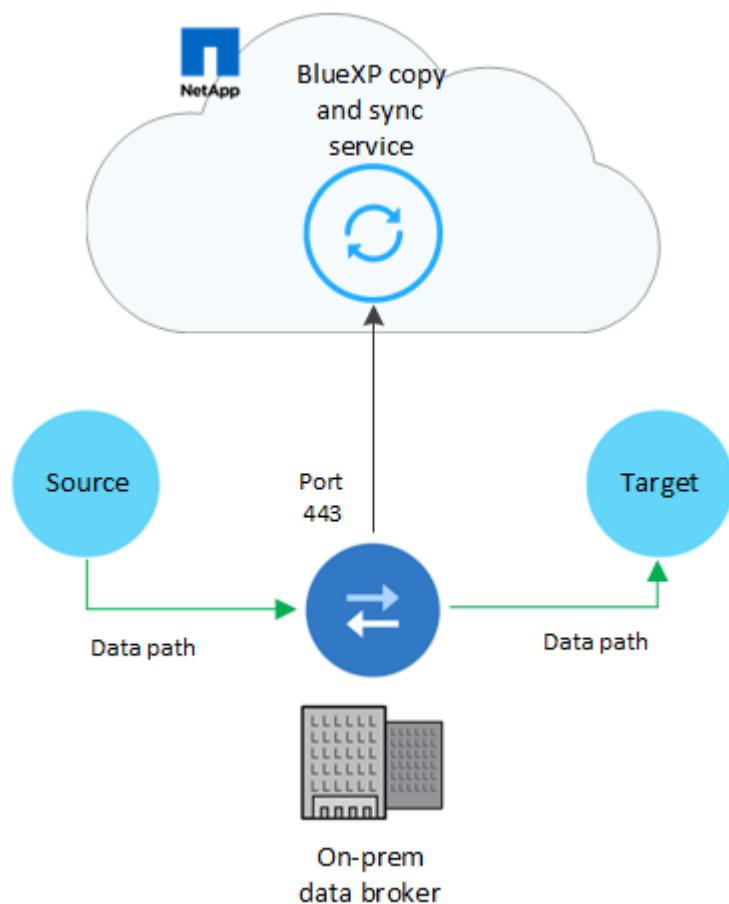 NetApp
BlueXP copy
and sync
service
Source
Port
443
Target
Data path
Data path
On-prem
data broker